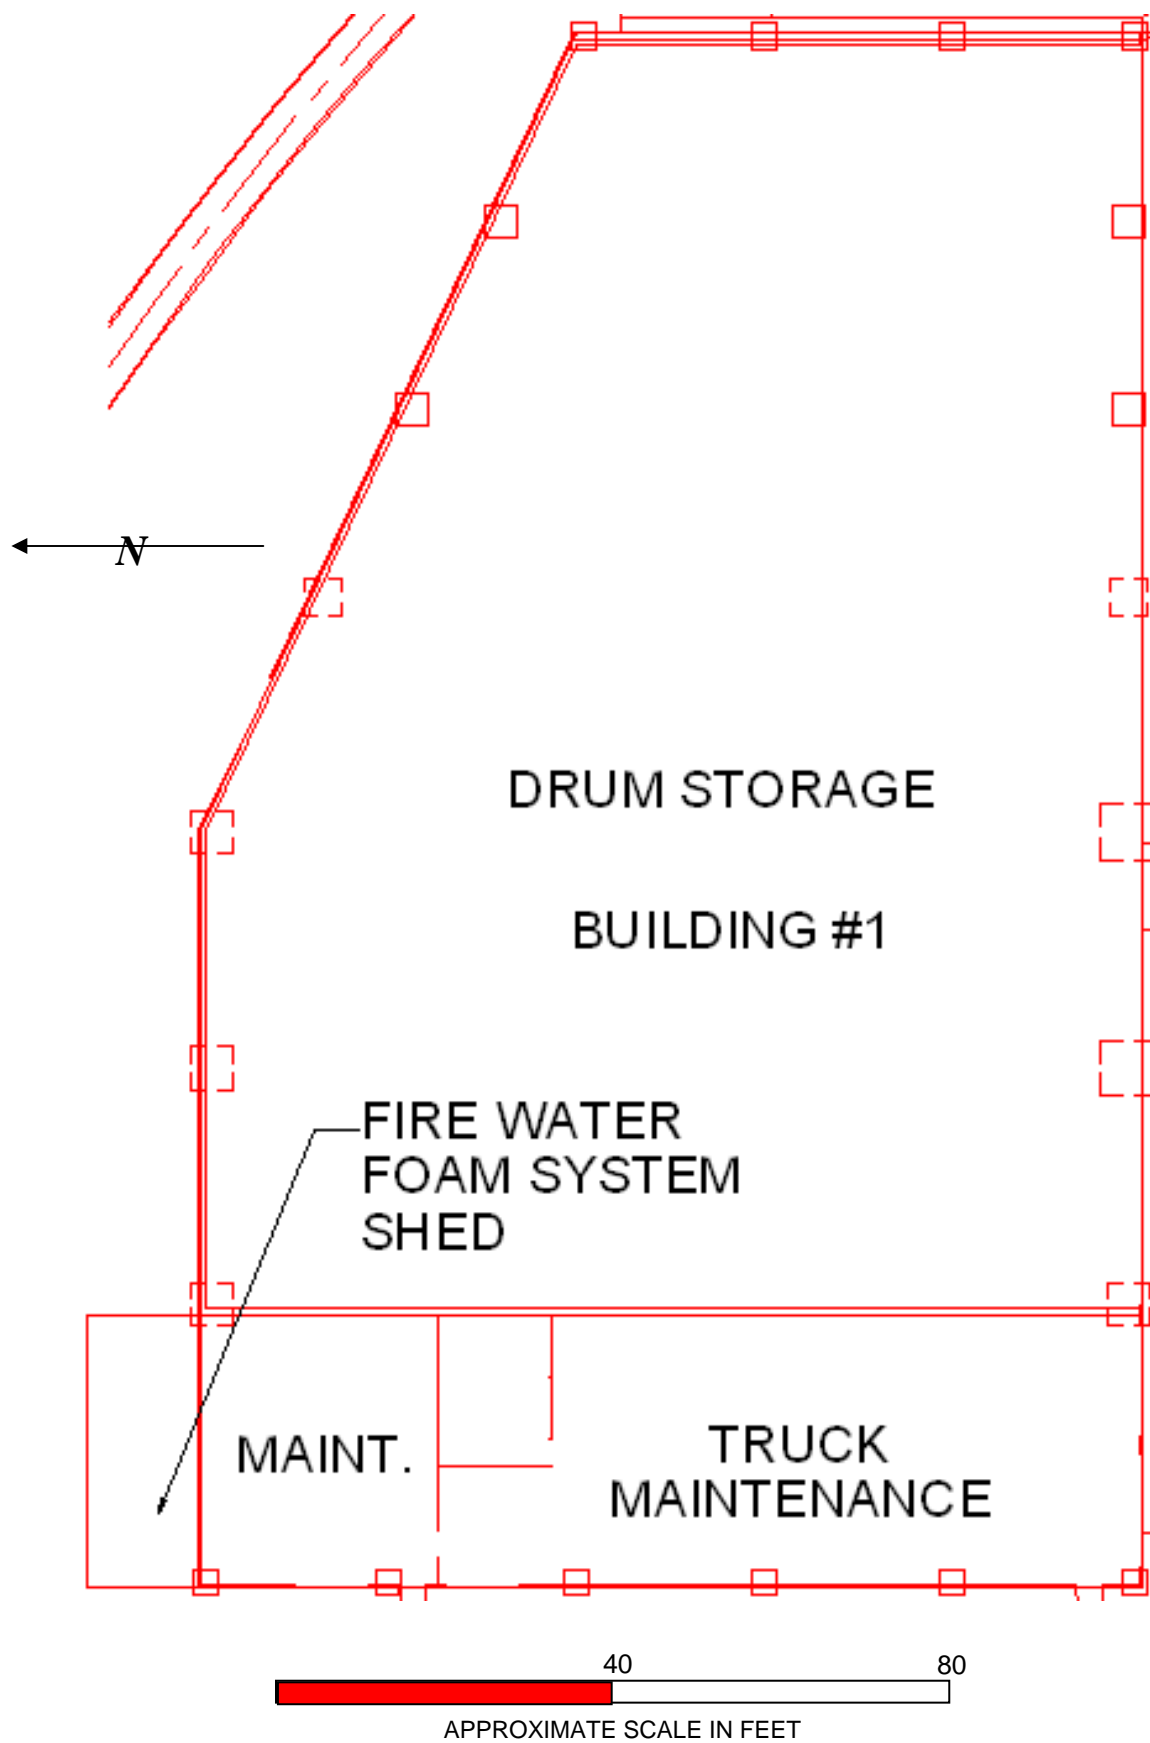 N
DRUM STORAGE
BUILDING #1
FIRE WATER
FOAM SYSTEM
SHED
MAINT.
TRUCK
MAINTENANCE
40
80
APPROXIMATE SCALE IN FEET